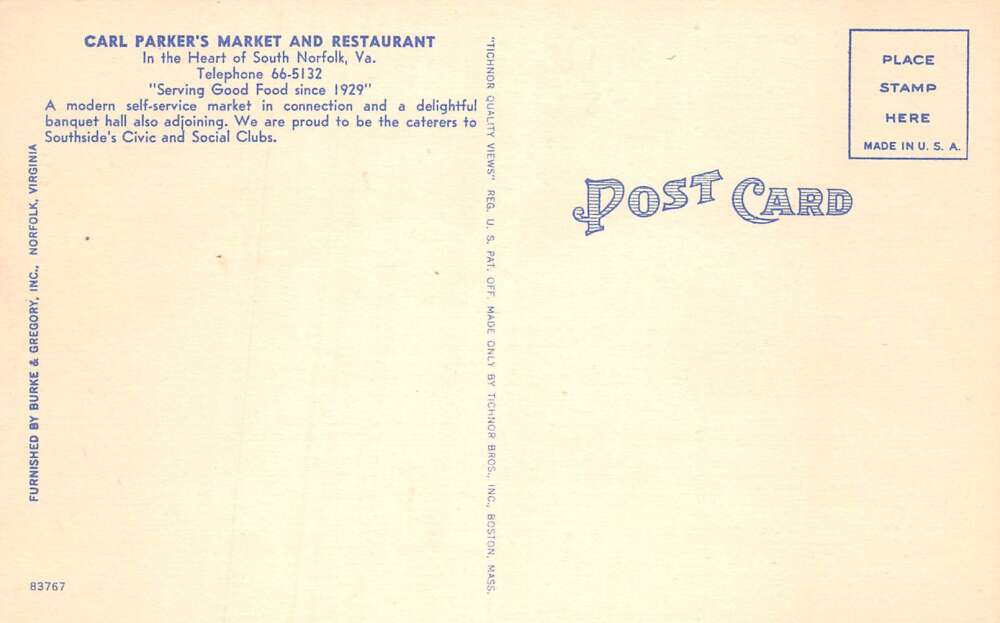 CARL PARKER'S MARKET AND RESTAURANT
In the Heart of South Norfolk, Va.
Telephone 66-5132
"Serving Good Food since 1929"
A modern self-service market in connection and a delightful
banquet hall also adjoining. We are proud to be the caterers to
Southside's Civic and Social Clubs.
FURNISHED BY BURKE & GREGORY, INC., NORFOLK, VIRGINIA
83767
"TICHNOR QUALITY VIEWS" REG. U. S. PAT. OFF. MADE ONLY BY TICHNOR BROS., INC., BOSTON, MASS.
POST CARD
PLACE
STAMP
HERE
MADE IN U. S. A.